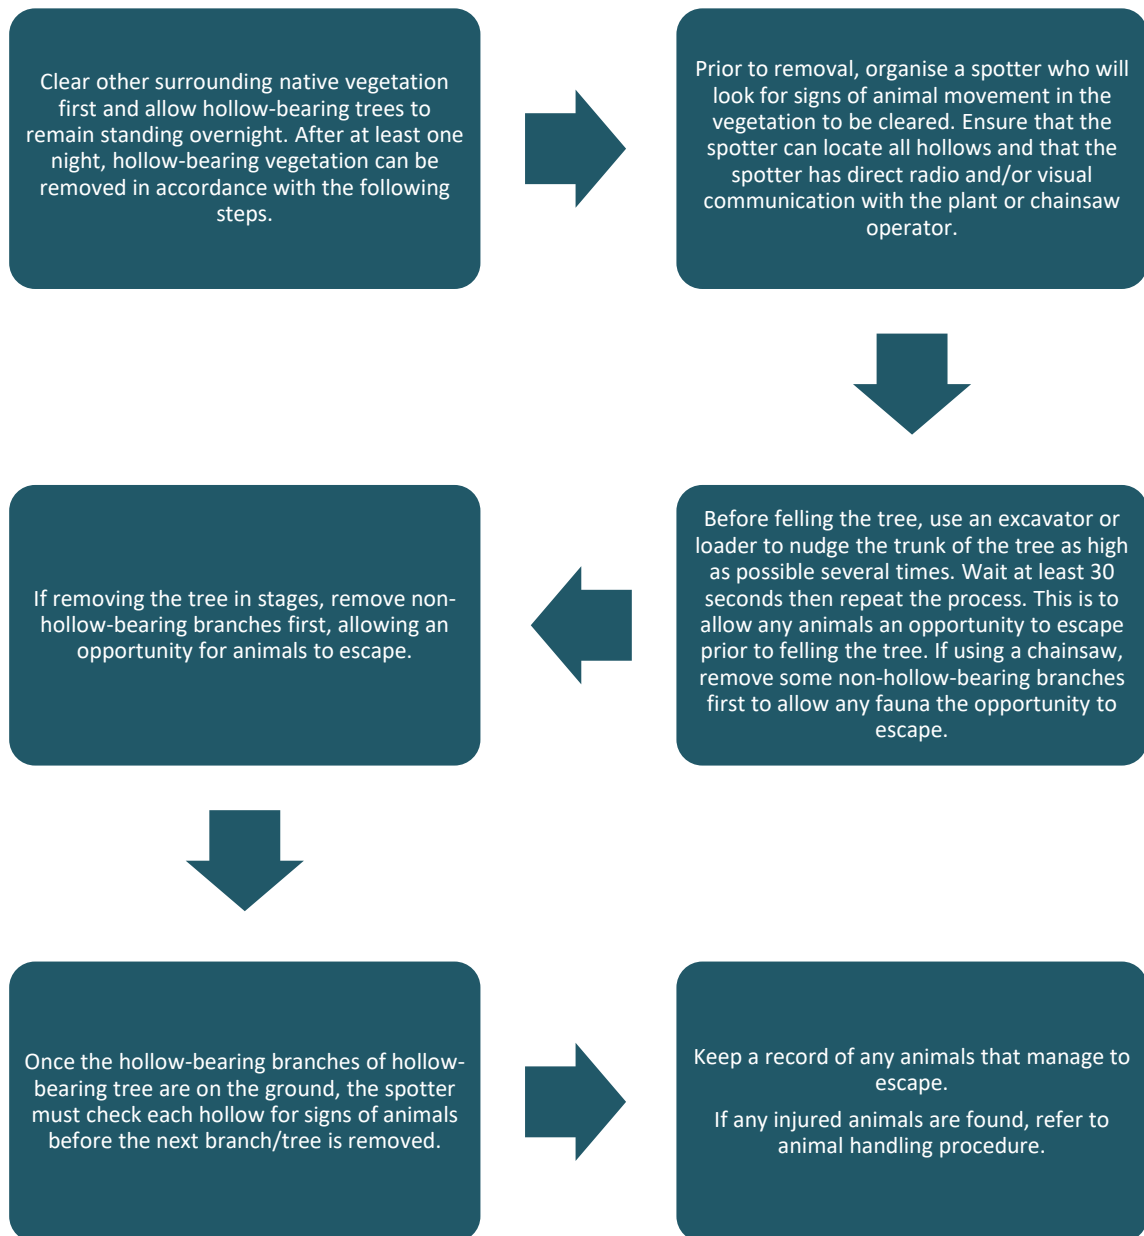 Clear other surrounding native vegetation
first and allow hollow-bearing trees to
remain standing overnight. After at least one
night, hollow-bearing vegetation can be
removed in accordance with the following
steps.
Prior to removal, organise a spotter who will
look for signs of animal movement in the
vegetation to be cleared. Ensure that the
spotter can locate all hollows and that the
spotter has direct radio and/or visual
communication with the plant or chainsaw
operator.
Before felling the tree, use an excavator or
loader to nudge the trunk of the tree as high
as possible several times. Wait at least 30
seconds then repeat the process. This is to
allow any animals an opportunity to escape
prior to felling the tree. If using a chainsaw,
remove some non-hollow-bearing branches
first to allow any fauna the opportunity to
escape.
If removing the tree in stages, remove non-
hollow-bearing branches first, allowing an
opportunity for animals to escape.
Once the hollow-bearing branches of hollow-
bearing tree are on the ground, the spotter
must check each hollow for signs of animals
before the next branch/tree is removed.
Keep a record of any animals that manage to
escape.
If any injured animals are found, refer to
animal handling procedure.